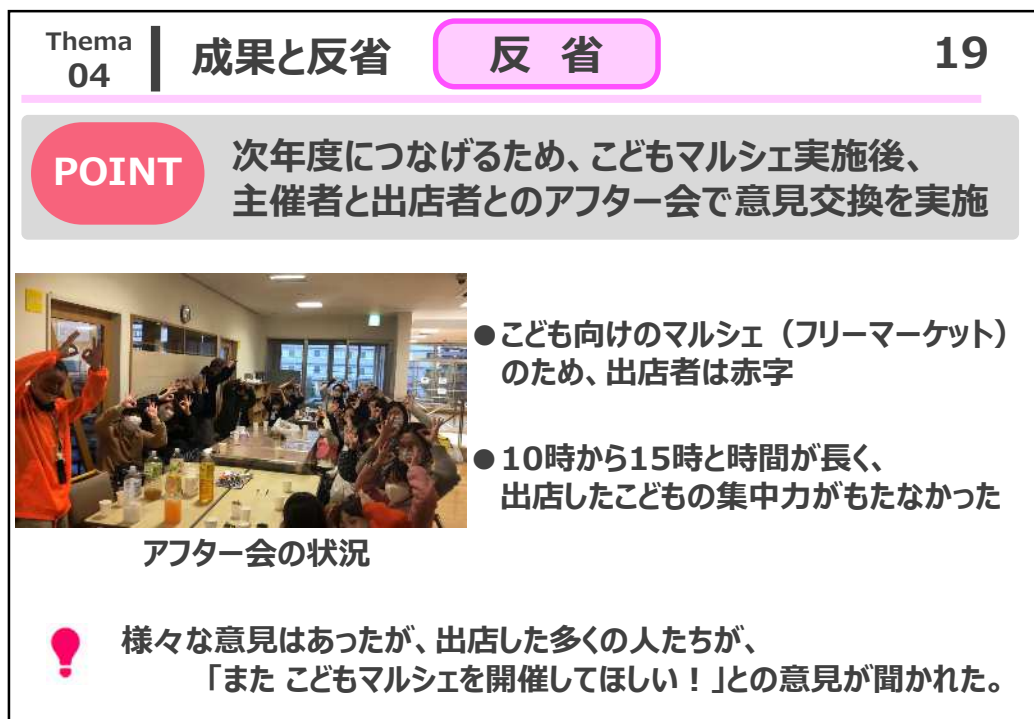 Thema
04
成果と反省
反 省
19
POINT
次年度につなげるため、こどもマルシェ実施後、
主催者と出店者とのアフター会で意見交換を実施
●こども向けのマルシェ（フリーマーケット）
のため、出店者は赤字
●10時から15時と時間が長く、
出店したこどもの集中力がもたなかった
アフター会の状況
様々な意見はあったが、出店した多くの人たちが、
「また こどもマルシェを開催してほしい！」との意見が聞かれた。